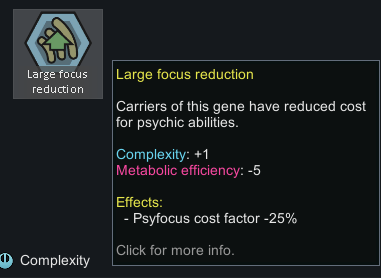 Large focus
reduction
Large focus reduction
Carriers of this gene have reduced cost
for psychic abilities.
Complexity: +1
Metabolic efficiency: -5
Effects:
- Psyfocus cost factor -25%
Click for more info.
Complexity